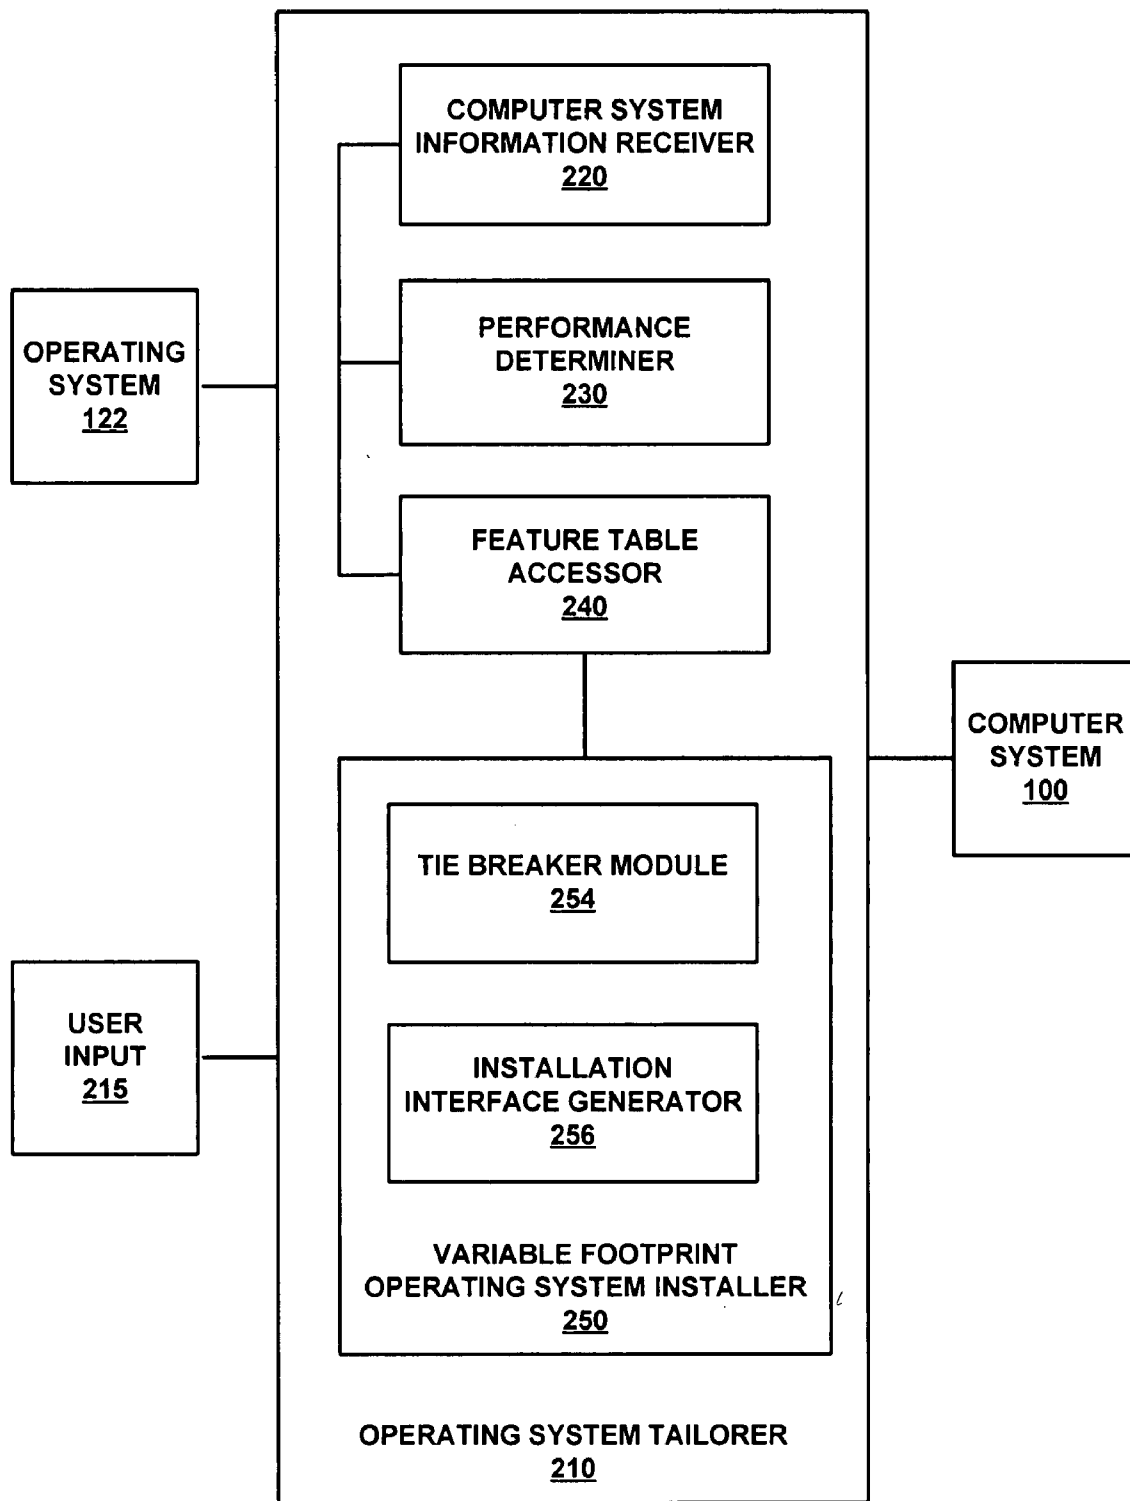 COMPUTER SYSTEM
INFORMATION RECEIVER
220
PERFORMANCE
DETERMINER
230
OPERATING
SYSTEM
122
FEATURE TABLE
ACCESSOR
240
COMPUTER
SYSTEM
100
TIE BREAKER MODULE
254
USER
INPUT
215
INSTALLATION
INTERFACE GENERATOR
256
VARIABLE FOOTPRINT
OPERATING SYSTEM INSTALLER
250
OPERATING SYSTEM TAILORER
210